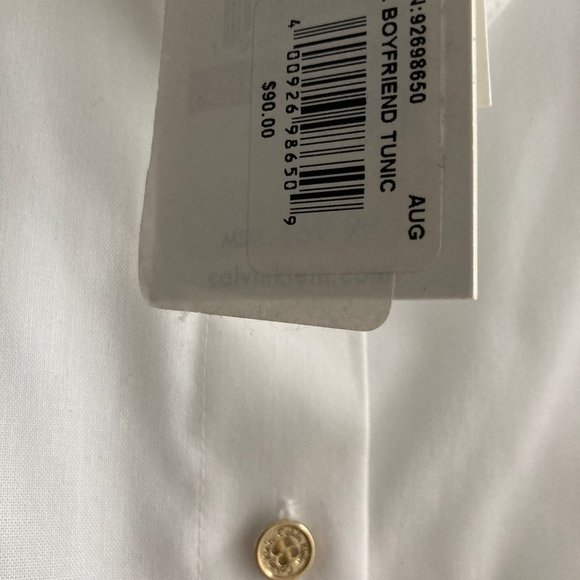 N:92698650
AUG
BOYFRIEND TUNIC
4 00926 98650 9
$90.00
calvinklein.com